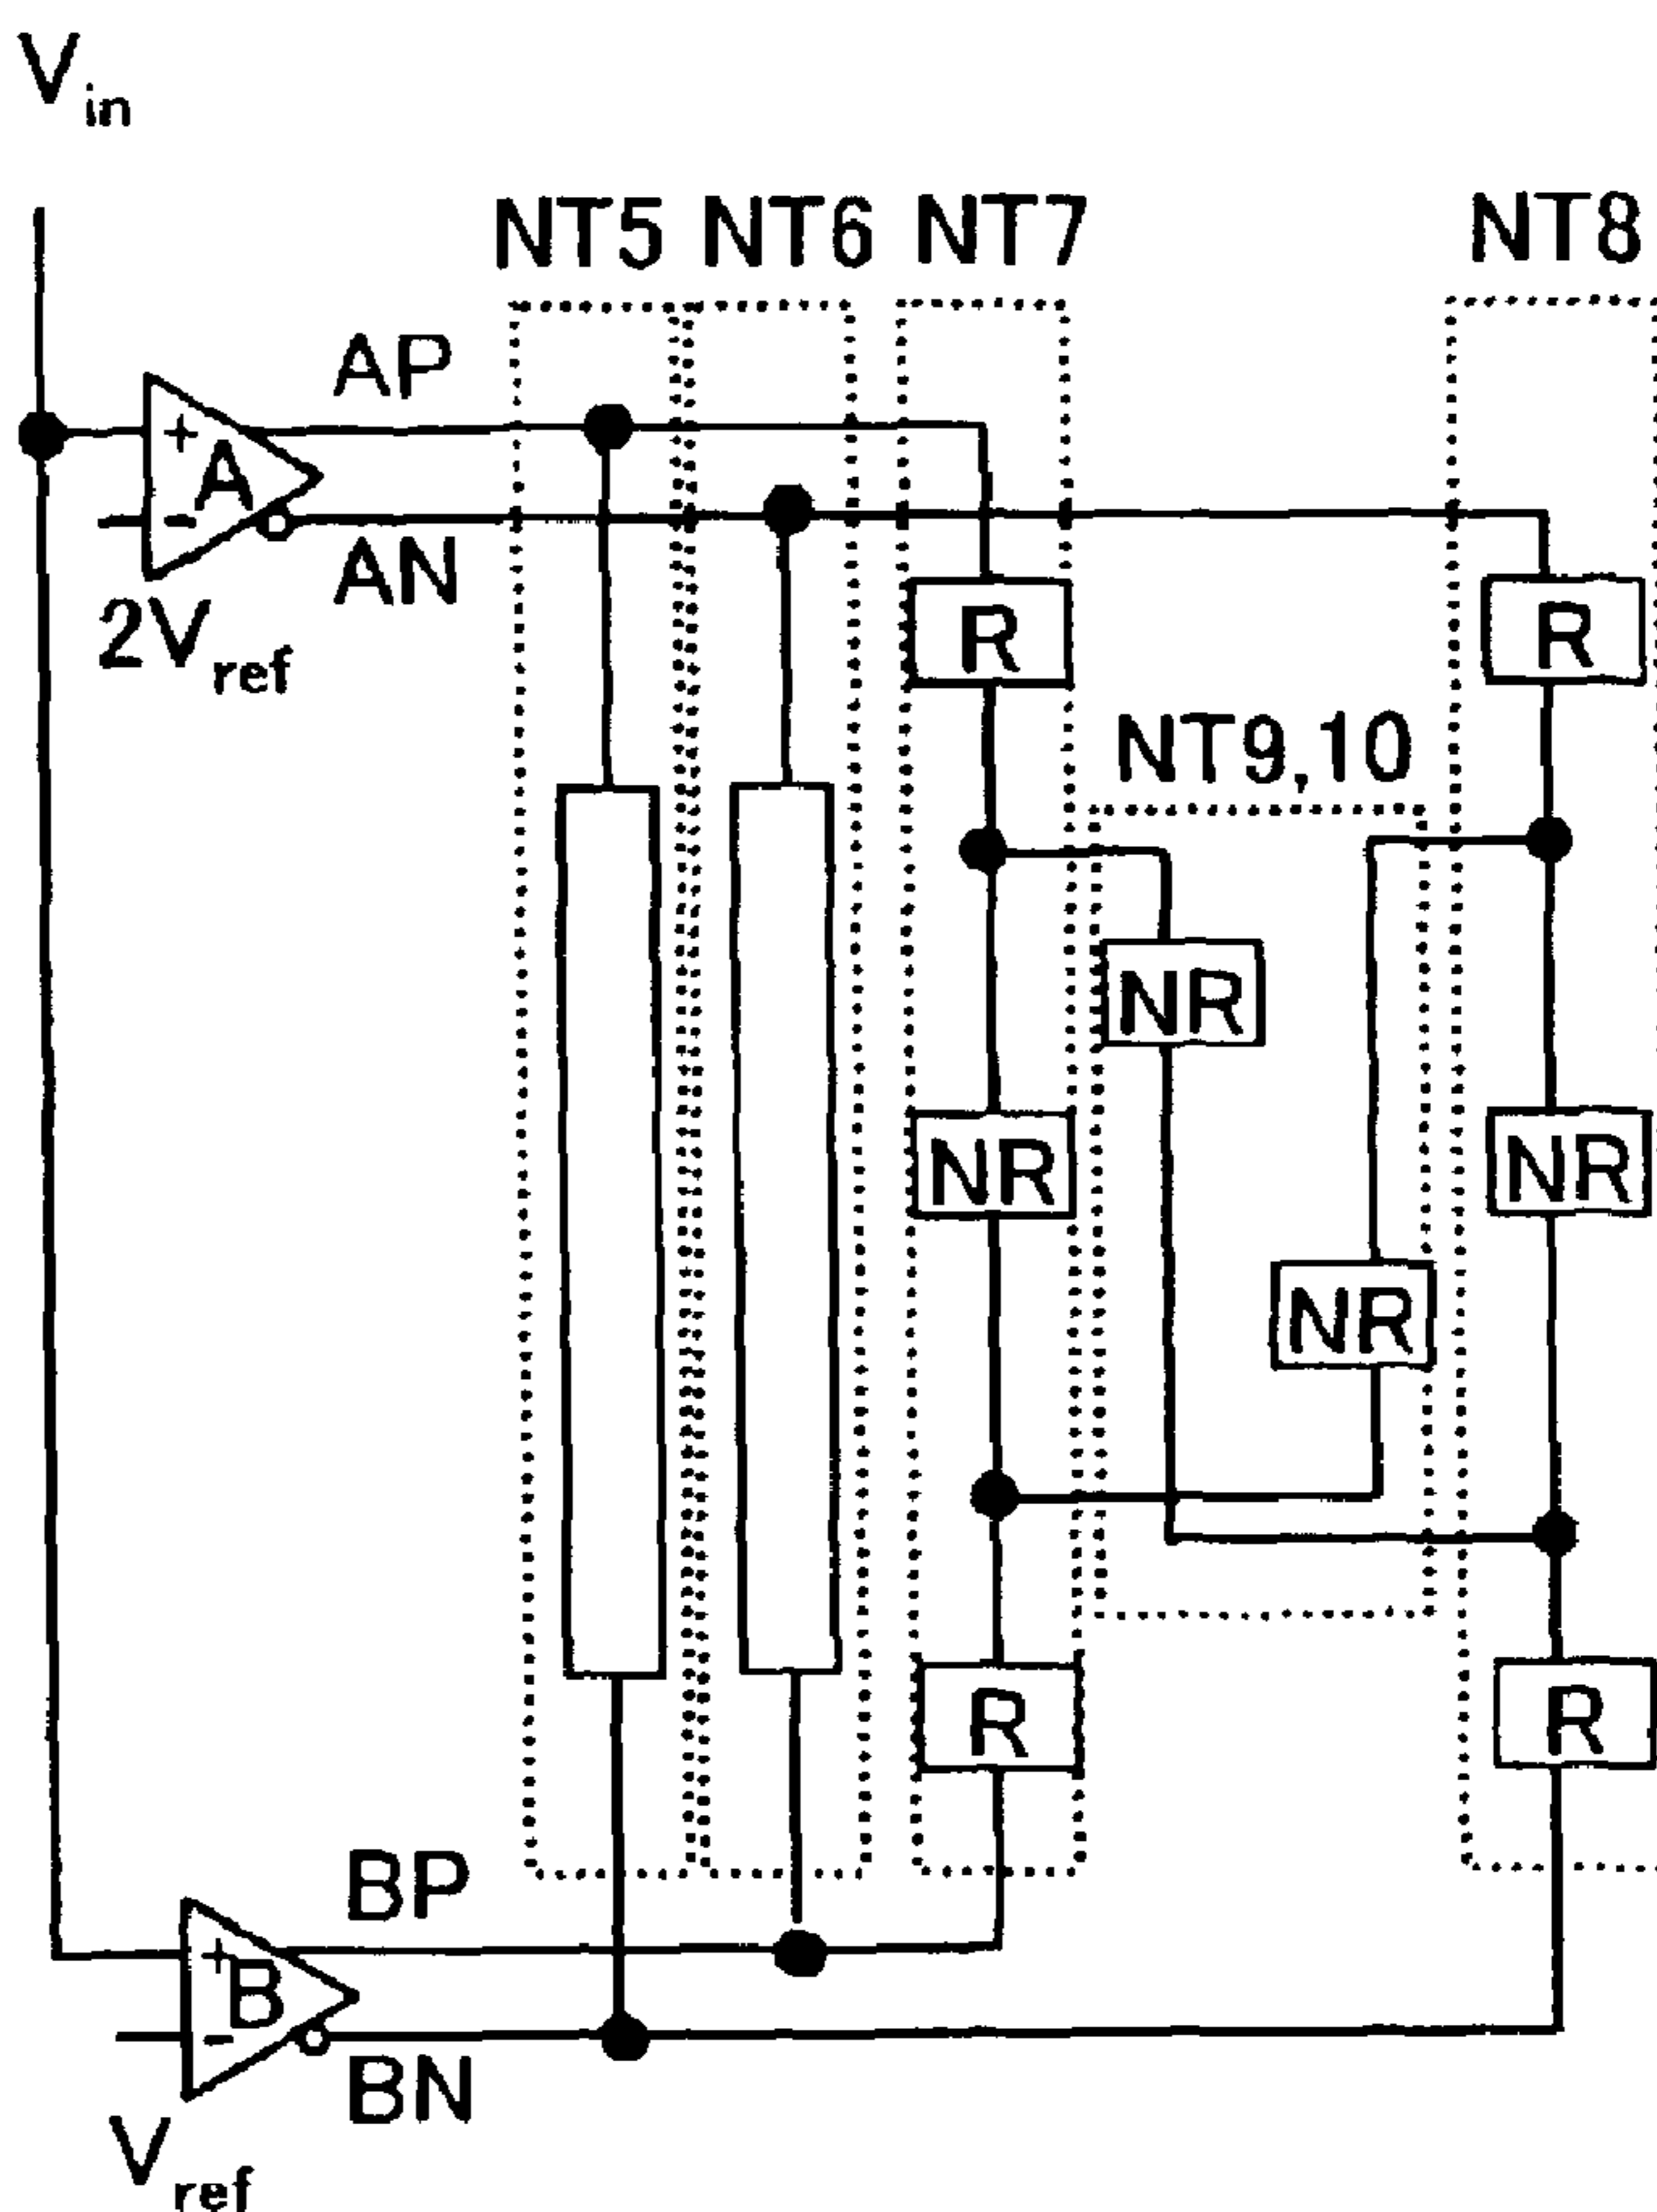 Vin
NT5 NT6 NT7 NT8
AP
+
A
-
AN
2Vref
R R
NT9,10
NR
NR NR
NR
R R
BP
+
B
-
BN
Vref